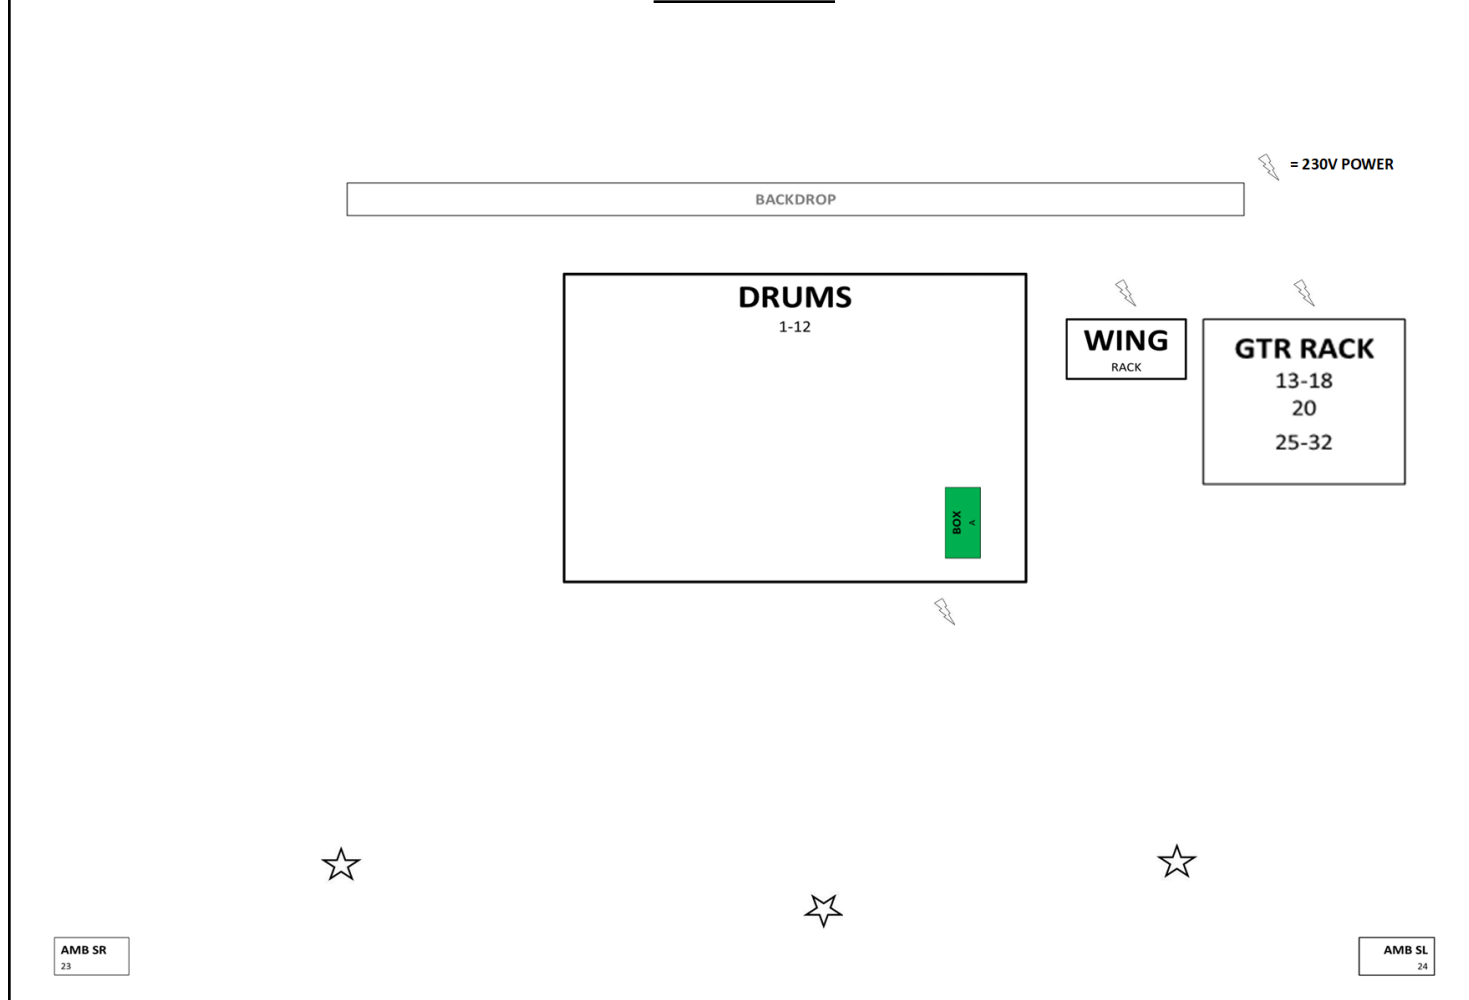 = 230V POWER
BACKDROP
DRUMS
1-12
WING
RACK
GTR RACK
13-18
20
25-32
BOX
A
AMB SR
23
AMB SL
24